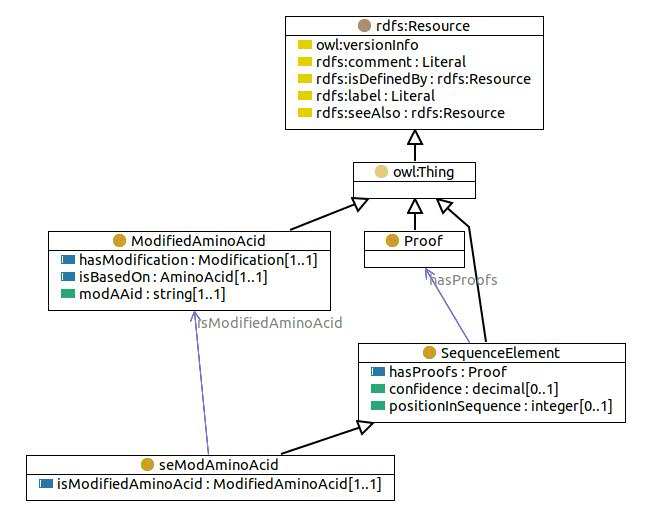 rdfs:Resource
owl:versionInfo
rdfs:comment : Literal
rdfs:isDefinedBy : rdfs:Resource
rdfs:label : Literal
rdfs:seeAlso : rdfs:Resource
owl:Thing
ModifiedAminoAcid
hasModification : Modification[1..1]
isBasedOn : AminoAcid[1..1]
modAAid : string[1..1]
Proof
hasProofs
isModifiedAminoAcid
SequenceElement
hasProofs : Proof
confidence : decimal[0..1]
positionInSequence : integer[0..1]
seModAminoAcid
isModifiedAminoAcid : ModifiedAminoAcid[1..1]